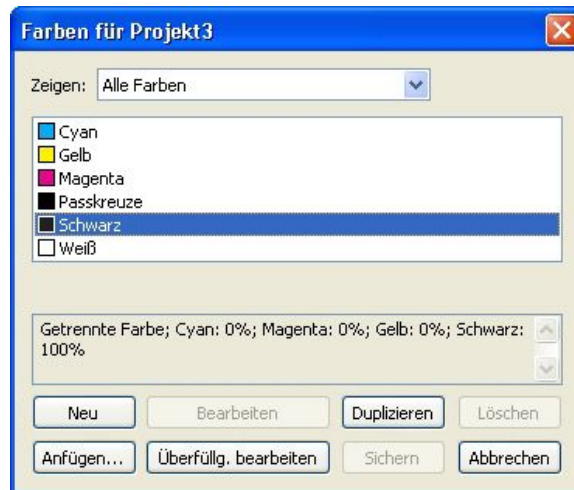 Farben für Projekt3
Zeigen: Alle Farben
Cyan
Gelb
Magenta
Passkreuze
Schwarz
Weiß
Getrennte Farbe; Cyan: 0%; Magenta: 0%; Gelb: 0%; Schwarz:
100%
Neu Bearbeiten Duplizieren Löschen
Anfügen... Überfüllg. bearbeiten Sichern Abbrechen